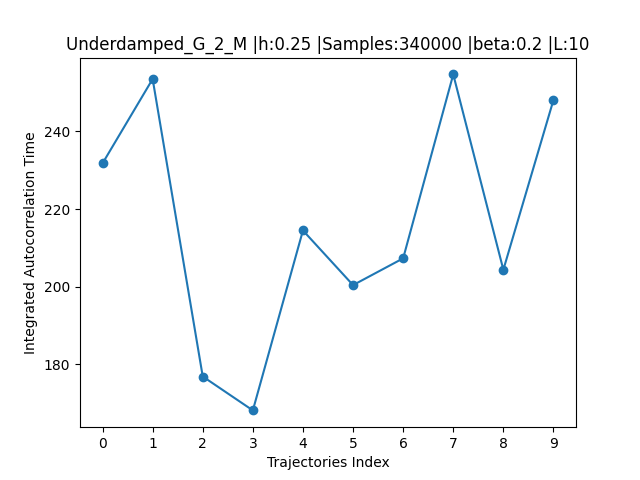 Underdamped_G_2_M |h:0.25 |Samples:340000 |beta:0.2 |L:10
Integrated Autocorrelation Time
240
220
200
180
0 1 2 3 4 5 6 7 8 9
Trajectories Index